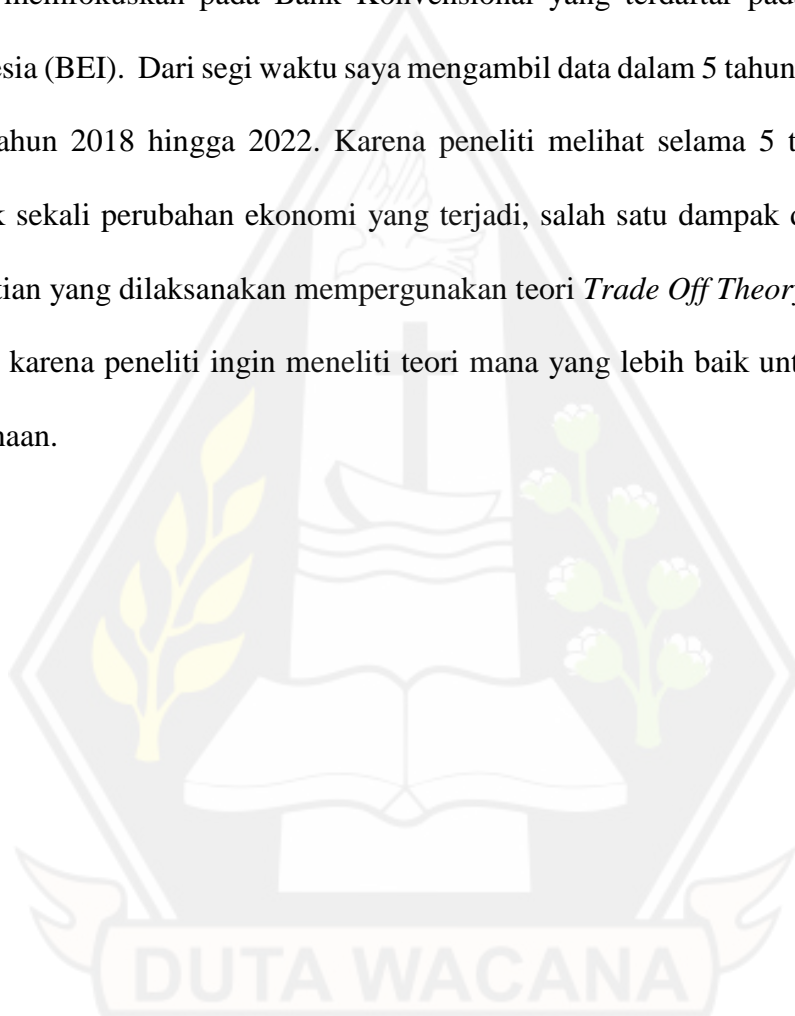 memfokuskan pada Bank Konvensional yang terdaftar pada
esia (BEI). Dari segi waktu saya mengambil data dalam 5 tahun
ahun 2018 hingga 2022. Karena peneliti melihat selama 5 t
k sekali perubahan ekonomi yang terjadi, salah satu dampak
tian yang dilaksanakan mempergunakan teori Trade Off Theory
karena peneliti ingin meneliti teori mana yang lebih baik unt
naan.
DUTA WACANA